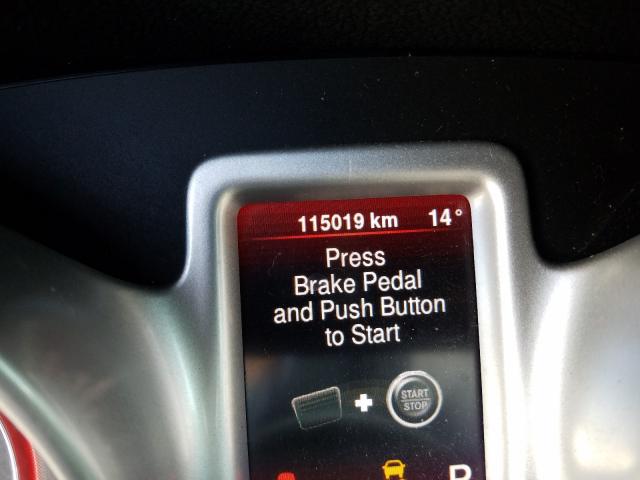 115019 km 14°
Press
Brake Pedal
and Push Button
to Start
START
STOP
P